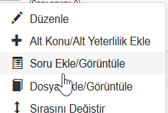 Düzenle
Alt Konu/Alt Yeterlilik Ekle
Soru Ekle/Görüntüle
Dosya Ekle/Görüntüle
Sırasını Değiştir